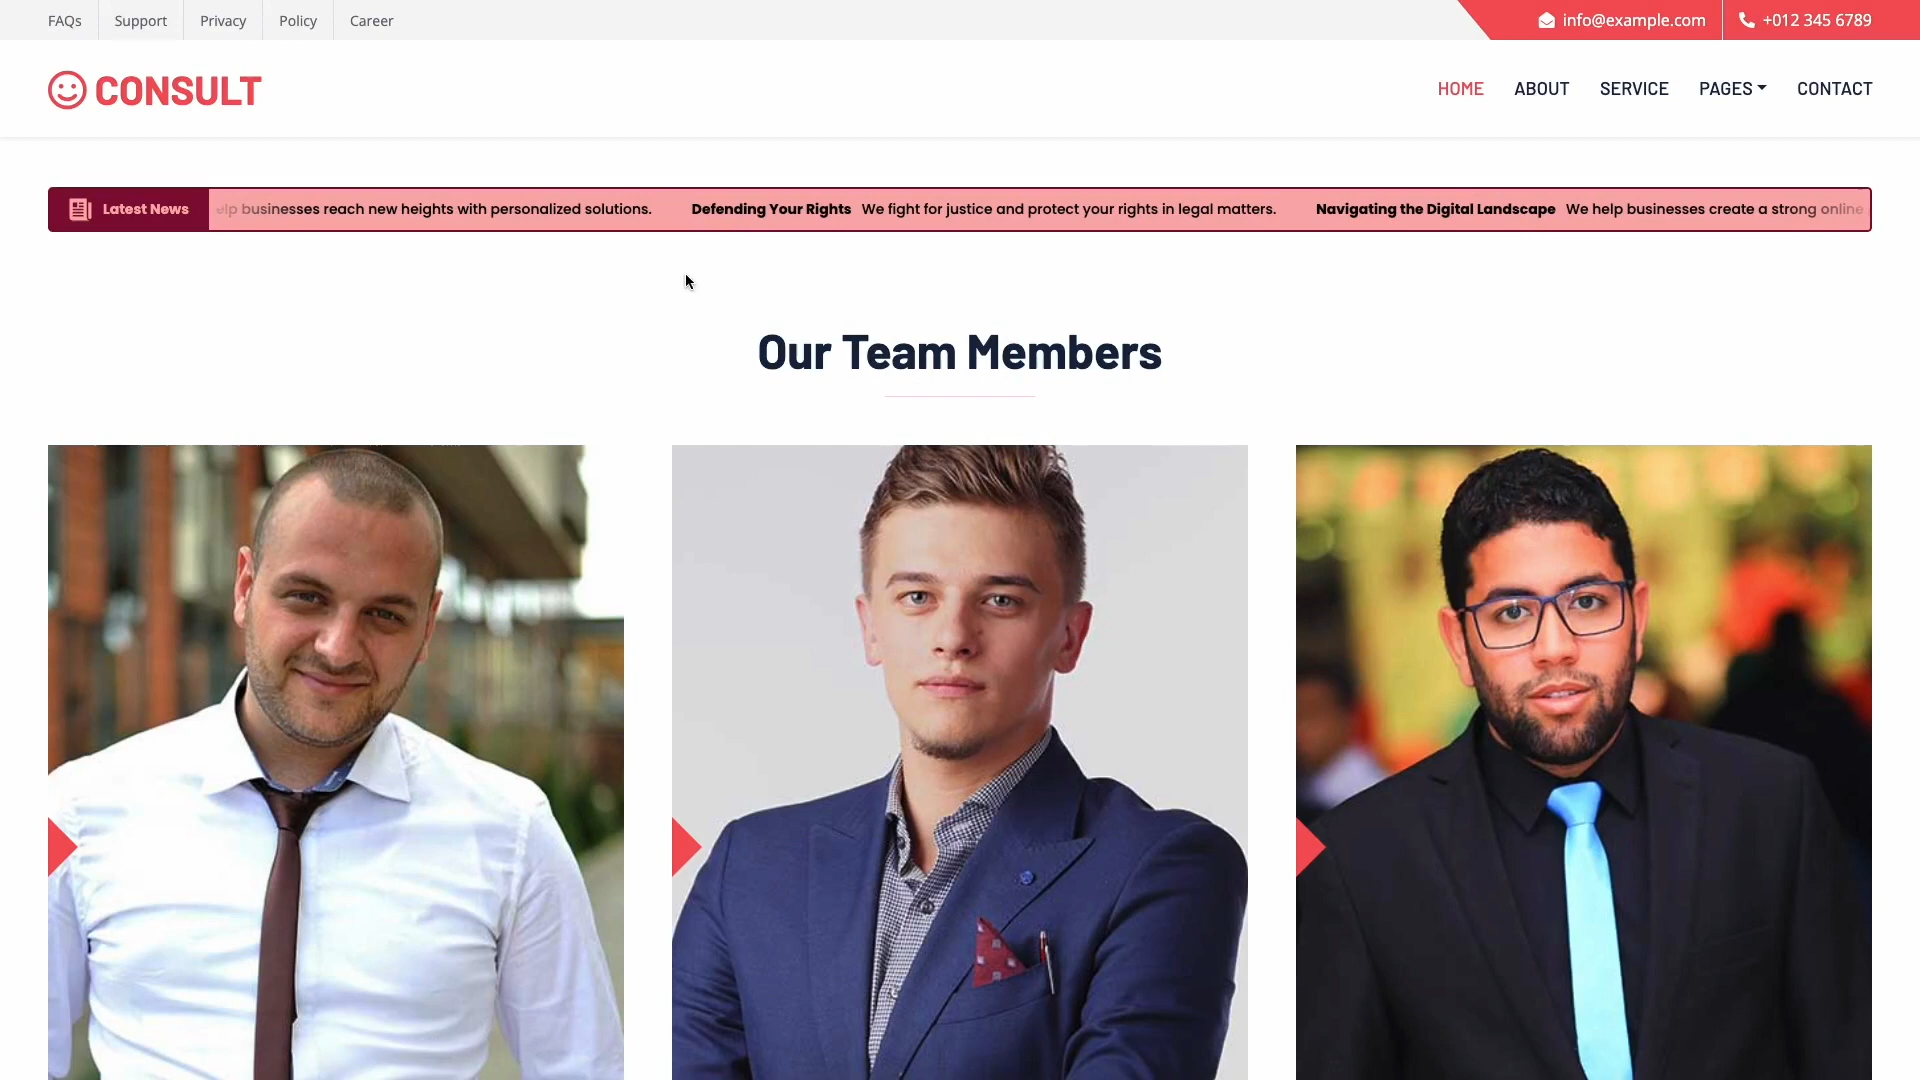 FAQs Support Privacy Policy Career info@example.com +012 345 6789
CONSULT HOME ABOUT SERVICE PAGES CONTACT
Latest News businesses reach new heights with personalized solutions. Defending Your Rights We fight for justice and protect your rights in legal matters. Navigating the Digital Landscape We help businesses create a strong online
Our Team Members